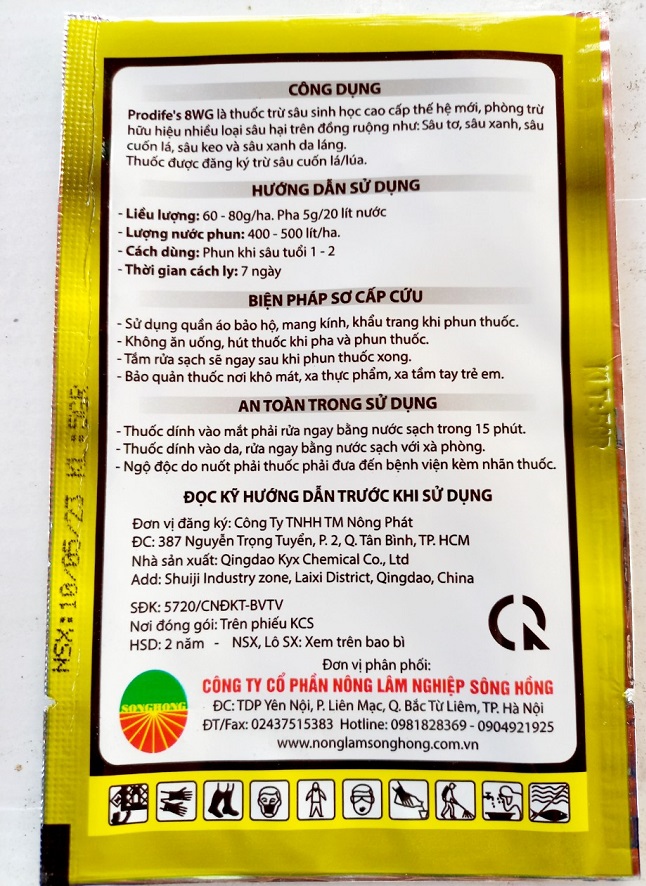 CÔNG DỤNG
Prodife's 8WG là thuốc trừ sâu sinh học cao cấp thế hệ mới, phòng trừ
hữu hiệu nhiều loại sâu hại trên đồng ruộng như: Sâu tơ, sâu xanh, sâu
cuốn lá, sâu keo và sâu xanh da láng.
Thuốc được đăng ký trừ sâu cuốn lá/lúa.
HƯỚNG DẪN SỬ DỤNG
- Liều lượng: 60 - 80g/ha. Pha 5g/20 lít nước
- Lượng nước phun: 400 - 500 lít/ha.
- Cách dùng: Phun khi sâu tuổi 1 - 2
- Thời gian cách ly: 7 ngày
BIỆN PHÁP SƠ CẤP CỨU
- Sử dụng quần áo bảo hộ, mang kính, khẩu trang khi phun thuốc.
- Không ăn uống, hút thuốc khi pha và phun thuốc.
- Tắm rửa sạch sẽ ngay sau khi phun thuốc xong.
- Bảo quản thuốc nơi khô mát, xa thực phẩm, xa tầm tay trẻ em.
AN TOÀN TRONG SỬ DỤNG
- Thuốc dính vào mắt phải rửa ngay bằng nước sạch trong 15 phút.
- Thuốc dính vào da, rửa ngay bằng nước sạch với xà phòng.
- Ngộ độc do nuốt phải thuốc phải đưa đến bệnh viện kèm nhãn thuốc.
ĐỌC KỸ HƯỚNG DẪN TRƯỚC KHI SỬ DỤNG
Đơn vị đăng ký: Công Ty TNHH TM Nông Phát
ĐC: 387 Nguyễn Trọng Tuyển, P. 2, Q. Tân Bình, TP. HCM
Nhà sản xuất: Qingdao Kyx Chemical Co., Ltd
Add: Shuiji Industry zone, Laixi District, Qingdao, China
SĐK: 5720/CNĐKT-BVTV
Nơi đóng gói: Trên phiếu KCS
HSD: 2 năm - NSX, Lô SX: Xem trên bao bì
Đơn vị phân phối:
SONGHONG
CÔNG TY CỔ PHẦN NÔNG LÂM NGHIỆP SÔNG HỒNG
ĐC: TDP Yên Nội, P. Liên Mạc, Q. Bắc Từ Liêm, TP. Hà Nội
ĐT/Fax: 02437515383 Hotline: 0981828369 - 0904921925
www.nonglamsonghong.com.vn
NSX:10/05/23